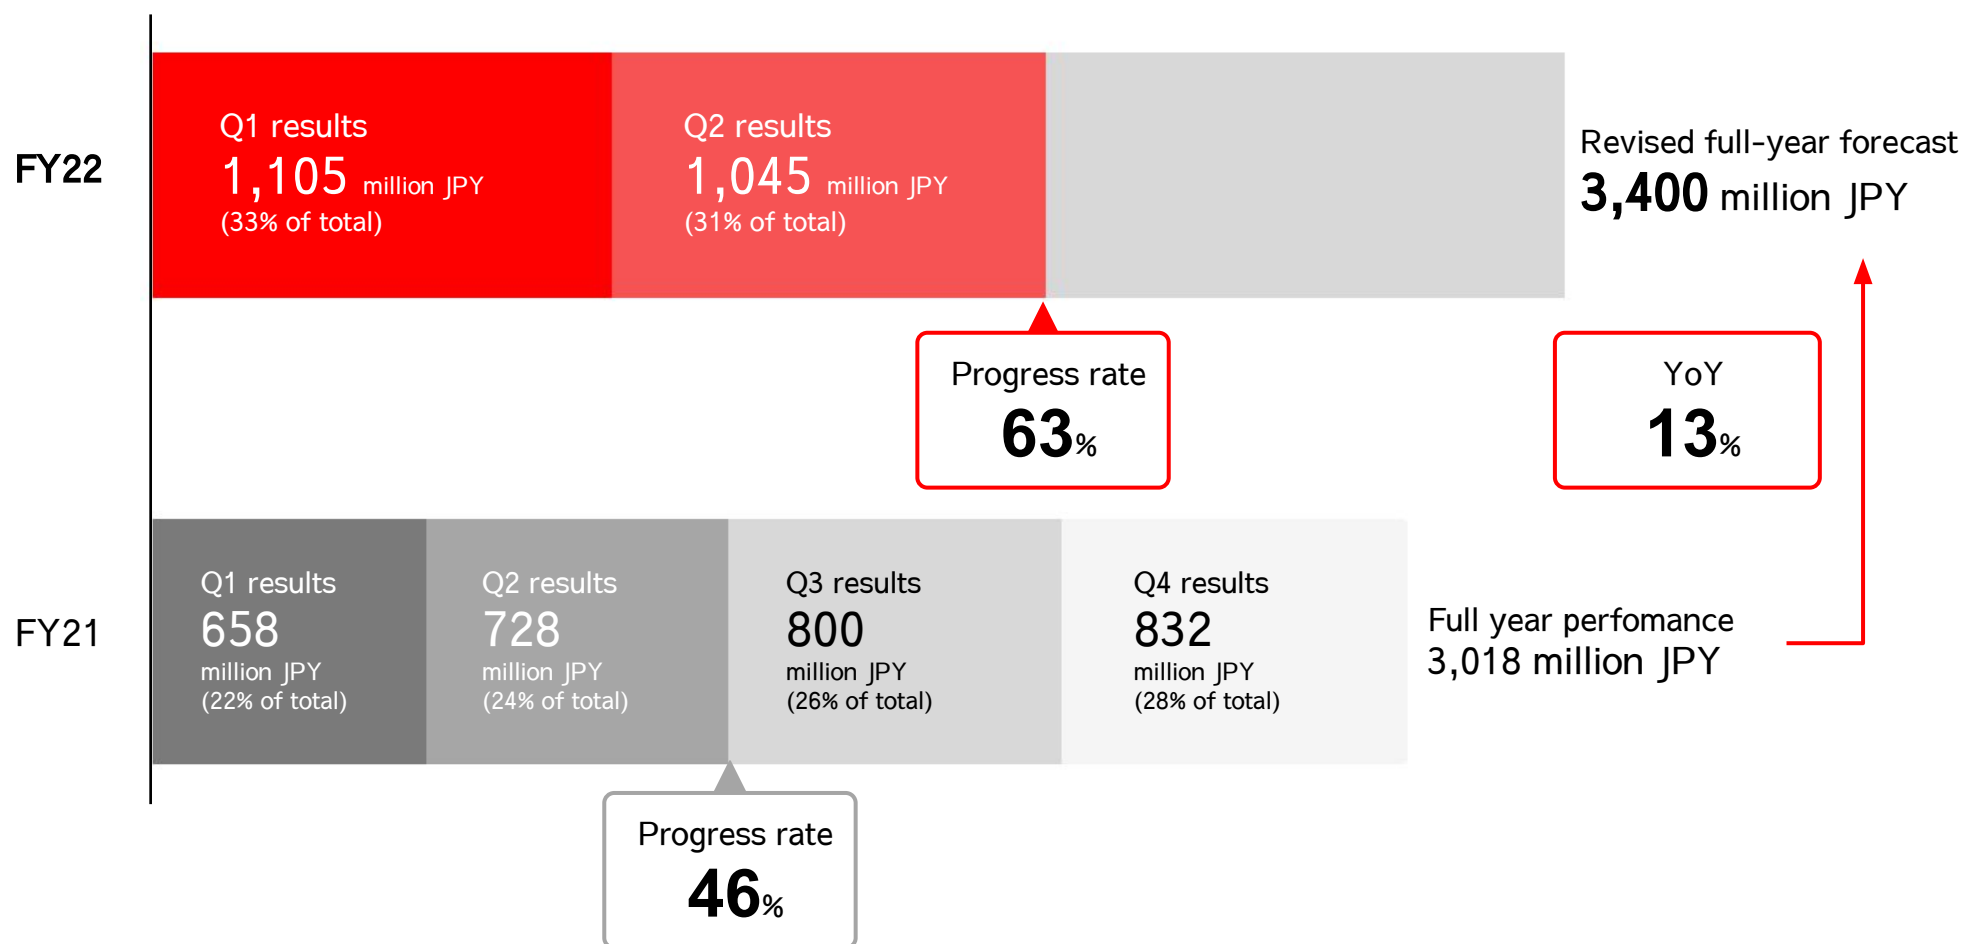 FY22
Q1 results
1,105 million JPY
(33% of total)
Q2 results
1,045 million JPY
(31% of total)
Revised full-year forecast
3,400 million JPY
Progress rate
63%
YoY
13%
FY21
Q1 results
658
million JPY
(22% of total)
Q2 results
728
million JPY
(24% of total)
Q3 results
800
million JPY
(26% of total)
Q4 results
832
million JPY
(28% of total)
Full year perfomance
3,018 million JPY
Progress rate
46%